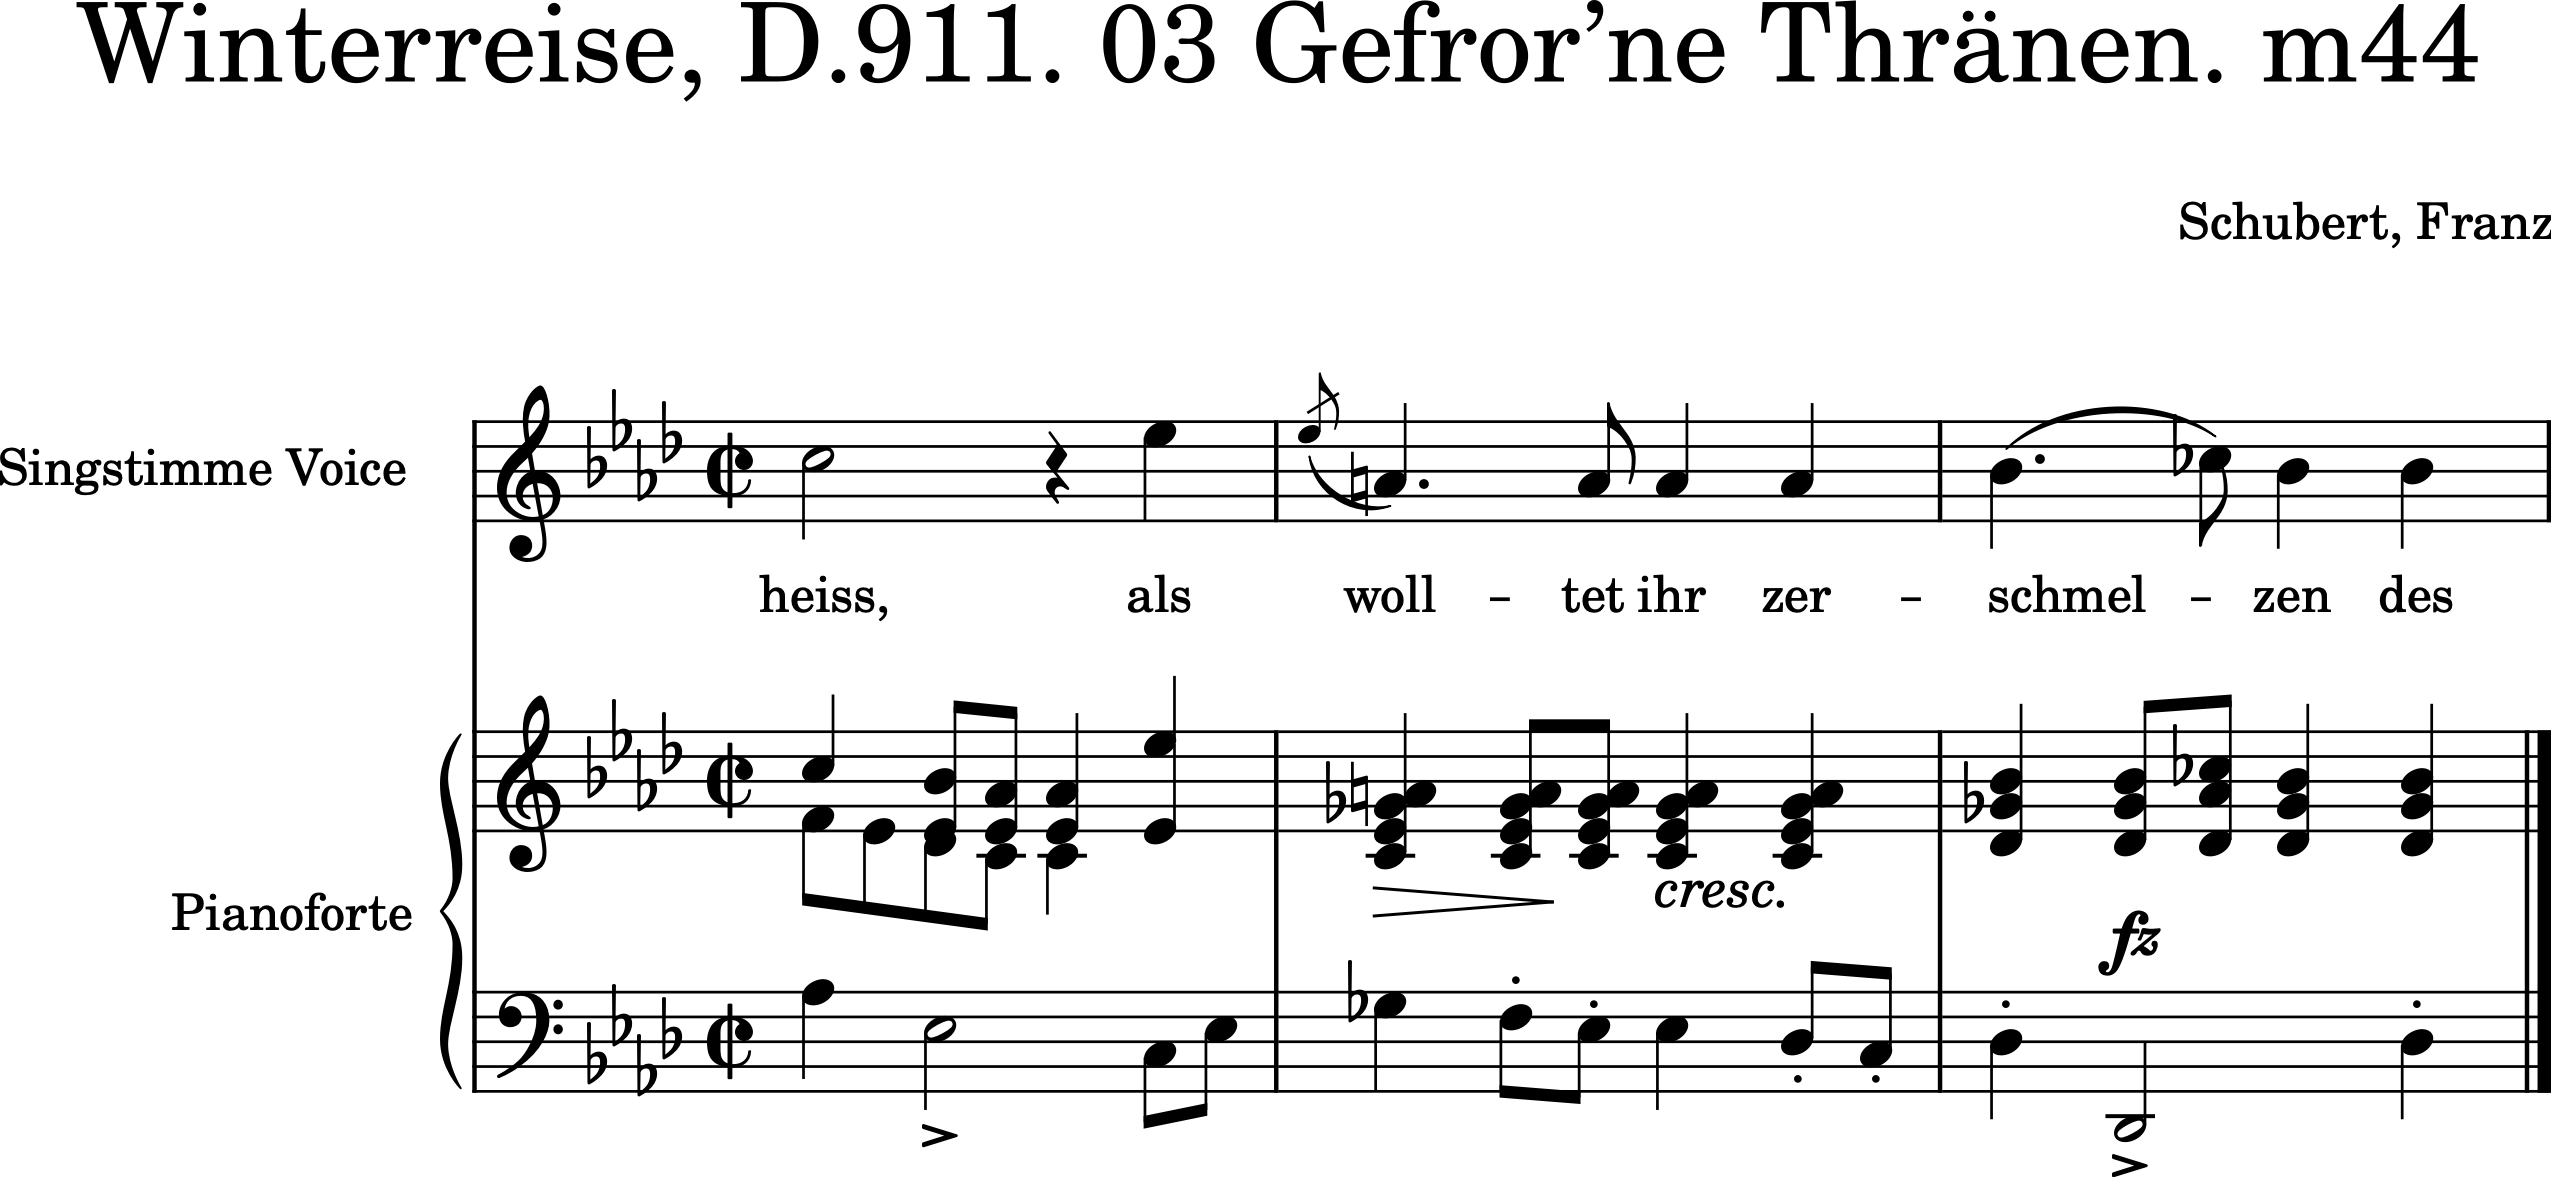 Winterreise, D.911. 03 Gefror’ne Thränen. m44
Schubert, Franz
Singstimme Voice
heiss, als woll – tet ihr zer – schmel – zen des
Pianoforte
cresc.
fz